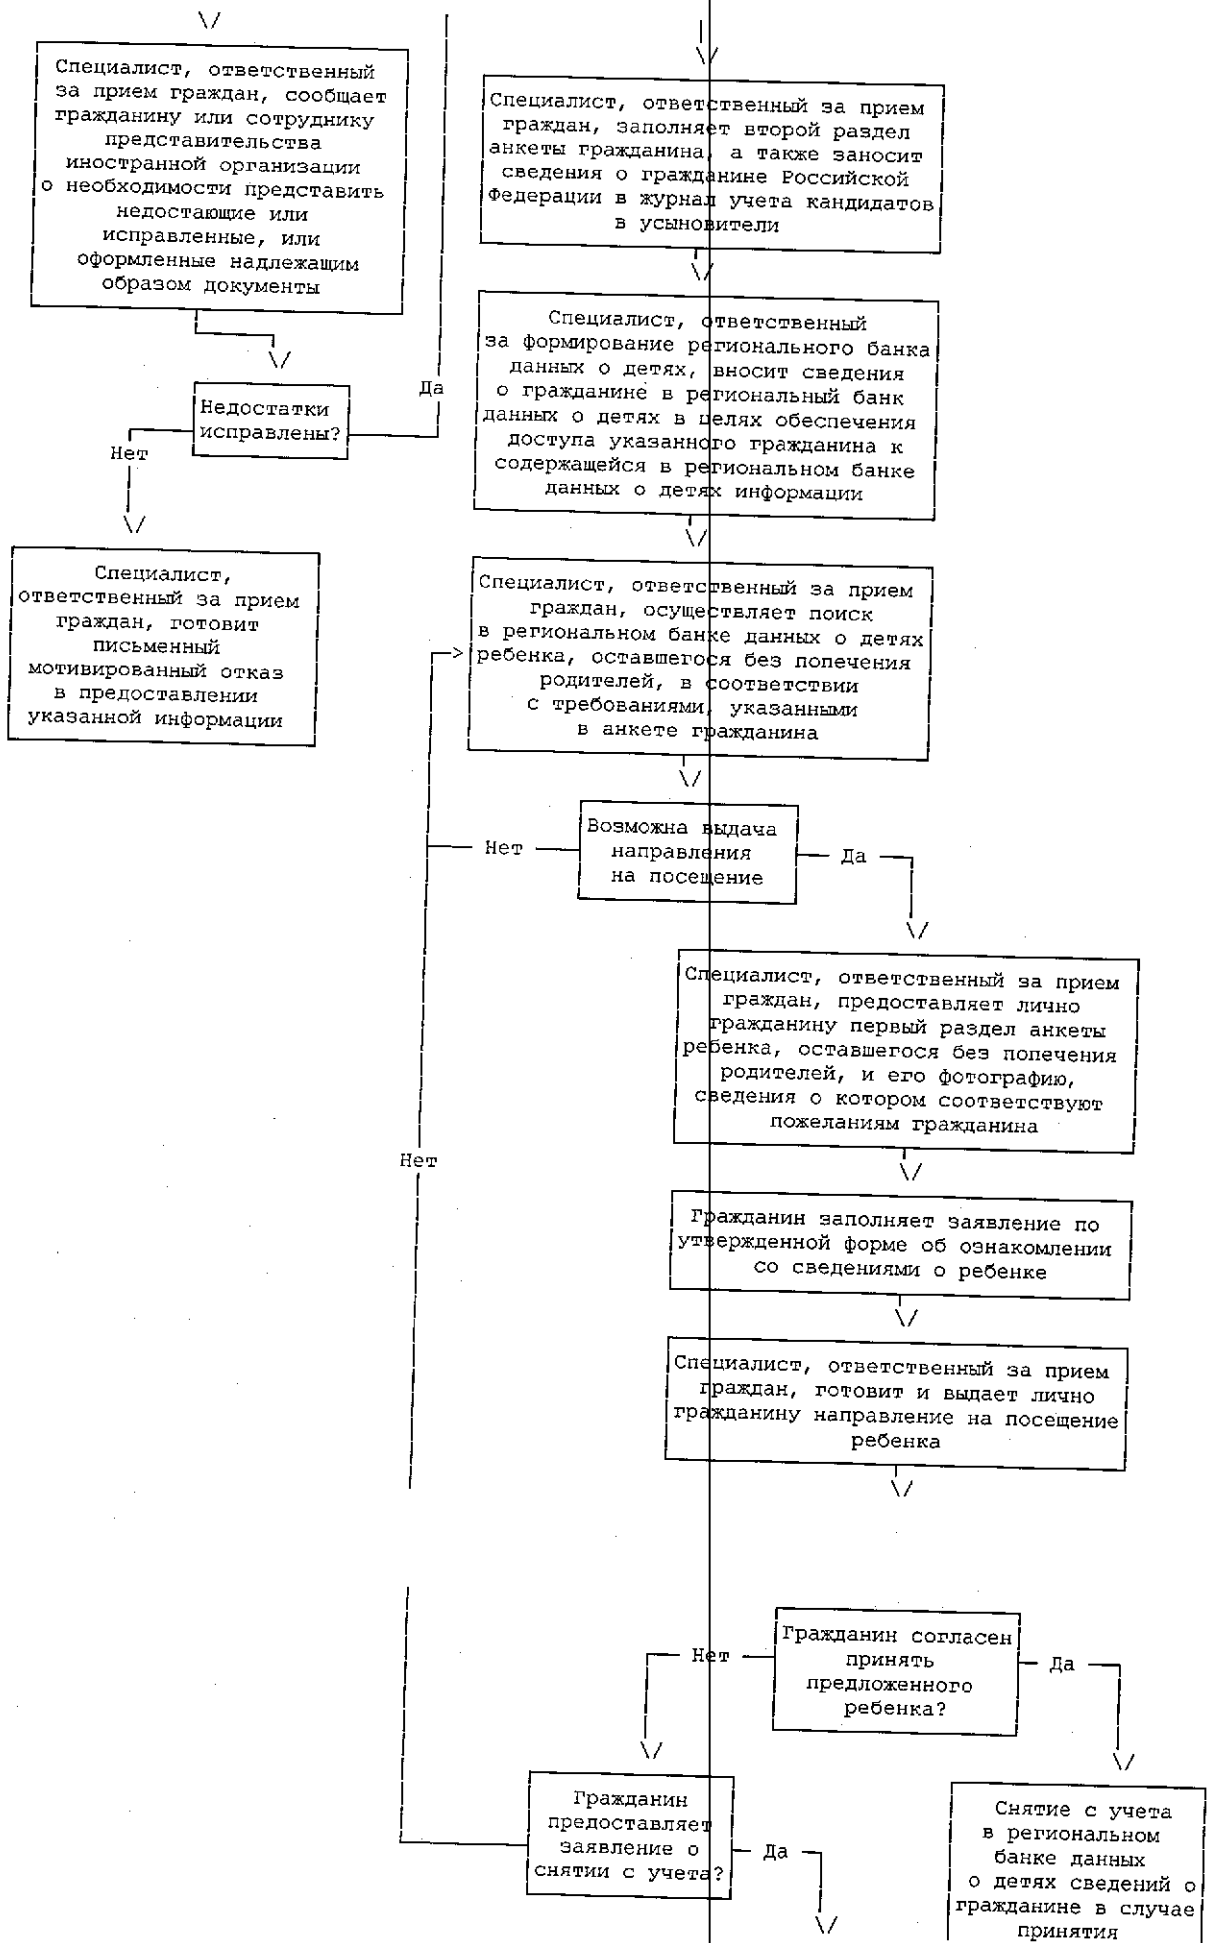 Специалист, ответственный
за прием граждан, сообщает
гражданину или сотруднику
представительства
иностранной организации
о необходимости представить
недостающие или
исправленные, или
оформленные надлежащим
образом документы
Недостатки
исправлены?
Да
Нет
Специалист,
ответственный за прием
граждан, готовит
письменный
мотивированный отказ
в предоставлении
указанной информации
Специалист, ответственный за прием
граждан, заполняет второй раздел
анкеты гражданина, а также заносит
сведения о гражданине Российской
Федерации в журнал учета кандидатов
в усыновители
Специалист, ответственный
за формирование регионального банка
данных о детях, вносит сведения
о гражданине в региональный банк
данных о детях в целях обеспечения
доступа указанного гражданина к
содержащейся в региональном банке
данных о детях информации
Специалист, ответственный за прием
граждан, осуществляет поиск
в региональном банке данных о детях
ребенка, оставшегося без попечения
родителей, в соответствии
с требованиями, указанными
в анкете гражданина
Возможна выдача
направления
на посещение
Нет
Да
Специалист, ответственный за прием
граждан, предоставляет лично
гражданину первый раздел анкеты
ребенка, оставшегося без попечения
родителей, и его фотографию,
сведения о котором соответствуют
пожеланиям гражданина
Нет
Гражданин заполняет заявление по
утвержденной форме об ознакомлении
со сведениями о ребенке
Специалист, ответственный за прием
граждан, готовит и выдает лично
гражданину направление на посещение
ребенка
Гражданин согласен
принять
предложенного
ребенка?
Нет
Да
Гражданин
предоставляет
заявление о
снятии с учета?
Да
Снятие с учета
в региональном
банке данных
о детях сведений о
гражданине в случае
принятия